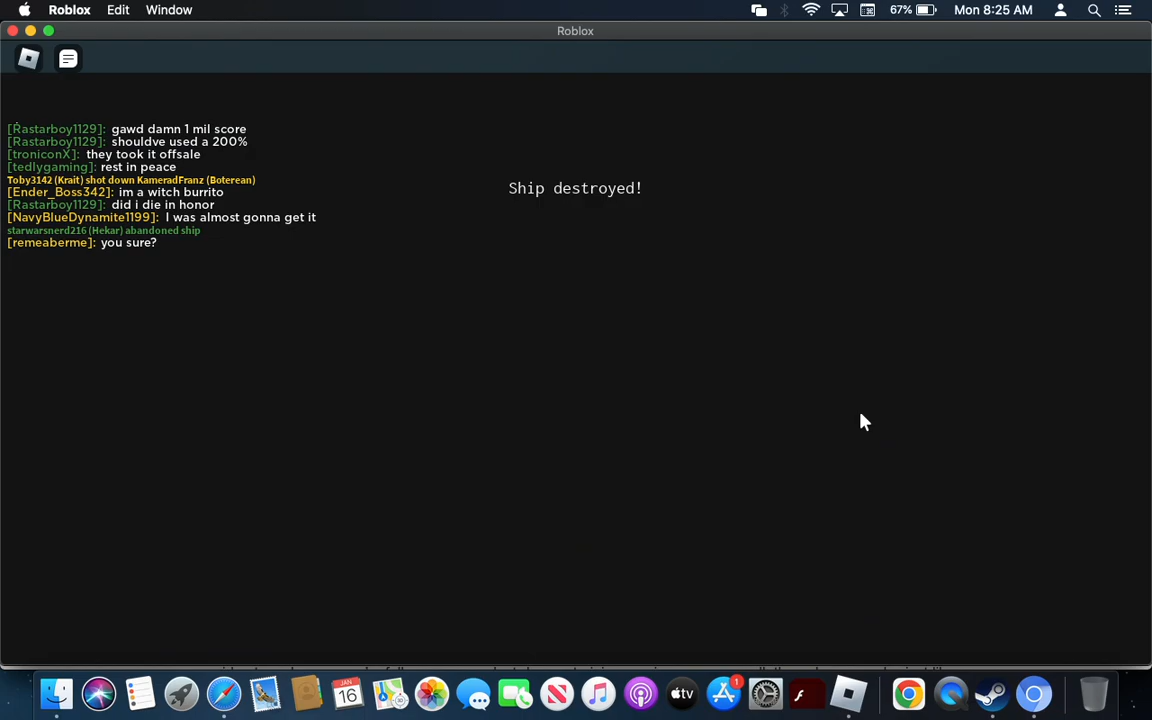 Roblox Edit Window 67% Mon 8:25 AM
Roblox
[Rastarboy1129]: gawd damn 1 mil score
[Rastarboy1129]: shouldve used a 200%
[troniconX]: they took it offsale
[tedlygaming]: rest in peace
Toby3142 (Krait) shot down KameradFranz (Boterean)
[Ender_Boss342]: im a witch burrito
[Rastarboy1129]: did i die in honor
[NavyBlueDynamite1199]: I was almost gonna get it
starwarsnerd216 (Hekar) abandoned ship
[remeaberme]: you sure?
Ship destroyed!
JAN
16
tv
1